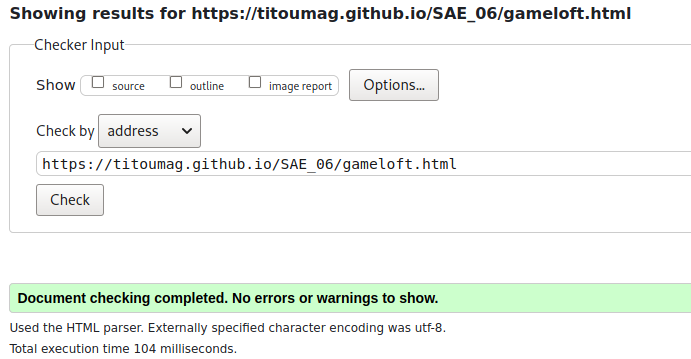 Showing results for https://titoumag.github.io/SAE_06/gameloft.html
Checker Input
Show source outline image report Options...
Check by address
https://titoumag.github.io/SAE_06/gameloft.html
Check
Document checking completed. No errors or warnings to show.
Used the HTML parser. Externally specified character encoding was utf-8.
Total execution time 104 milliseconds.